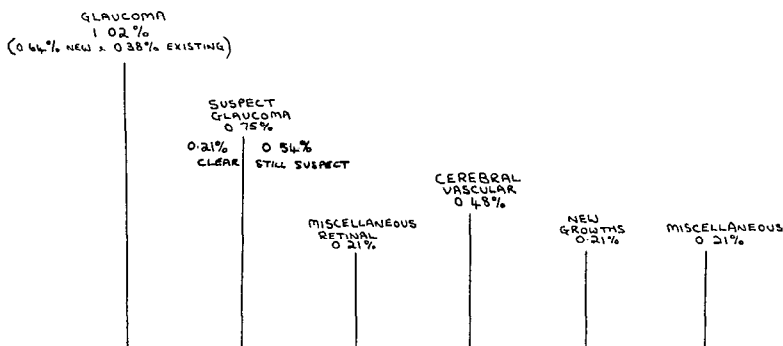 GLAUCOMA
1 02%
(0 64% NEW & 0 38% EXISTING)
SUSPECT
GLAUCOMA
0 75%
0.21% CLEAR
0 54% STILL SUSPECT
MISCELLANEOUS
RETINAL
0 21%
CEREBRAL
VASCULAR
0 48%
NEW
GROWTHS
0.21%
MISCELLANEOUS
0 21%